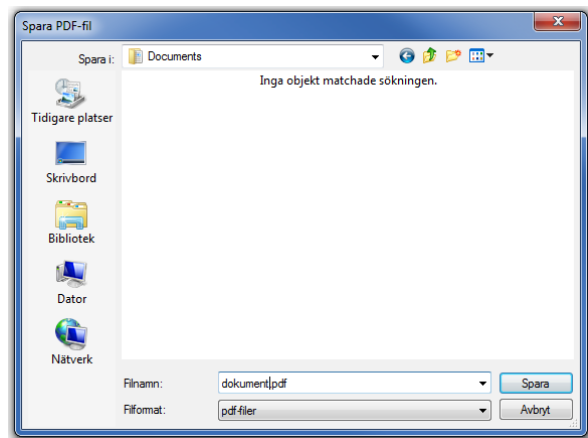 Spara PDF-fil
Spara i:
Documents
Inga objekt matchade sökningen.
Tidigare platser
Skrivbord
Bibliotek
Dator
Nätverk
Filnamn:
dokument.pdf
Spara
Filformat:
pdf-filer
Avbryt